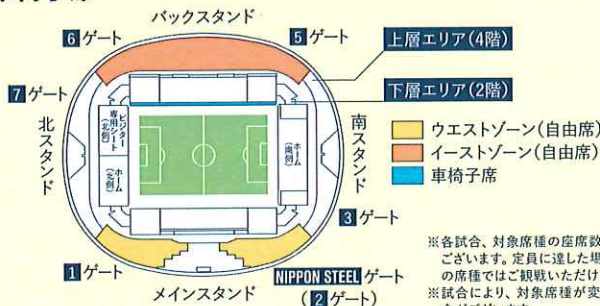 バックスタンド
6 ゲート
5 ゲート
上層エリア(4階)
下層エリア(2階)
7 ゲート
北スタンド
ビジター
専用シート
(北側)
ホーム
(北側)
ホーム
(南側)
南スタンド
ウエストゾーン(自由席)
イーストゾーン(自由席)
車椅子席
3 ゲート
1 ゲート
NIPPON STEEL ゲート
(2 ゲート)
メインスタンド
※各試合、対象席種の座席数
ございます。定員に達した場
の席種ではご観戦いただけ
※試合により、対象席種が変